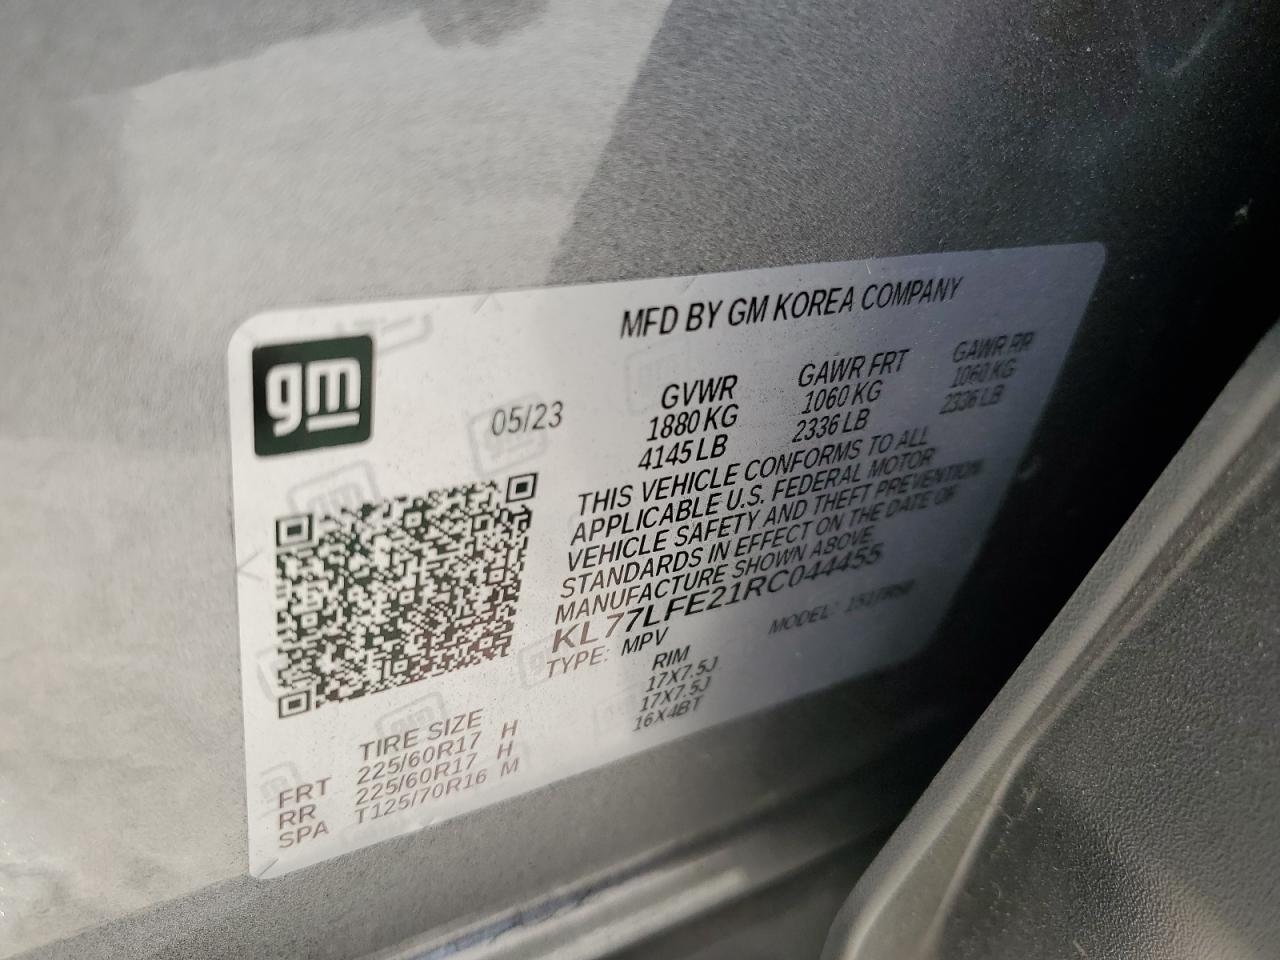 MFD BY GM KOREA COMPANY
gm
05/23
GVWR GAWR FRT GAWR RR
1880 KG 1060 KG 1060 KG
4145 LB 2336 LB 2336 LB
THIS VEHICLE CONFORMS TO ALL
APPLICABLE U.S. FEDERAL MOTOR
VEHICLE SAFETY AND THEFT PREVENTION
STANDARDS IN EFFECT ON THE DATE OF
MANUFACTURE SHOWN ABOVE.
KL77LFE21RC044455
TYPE: MPV MODEL:
TIRE SIZE RIM
FRT 225/60R17 H 17X7.5J
RR 225/60R17 H 17X7.5J
SPA T125/70R16 M 16X4BT